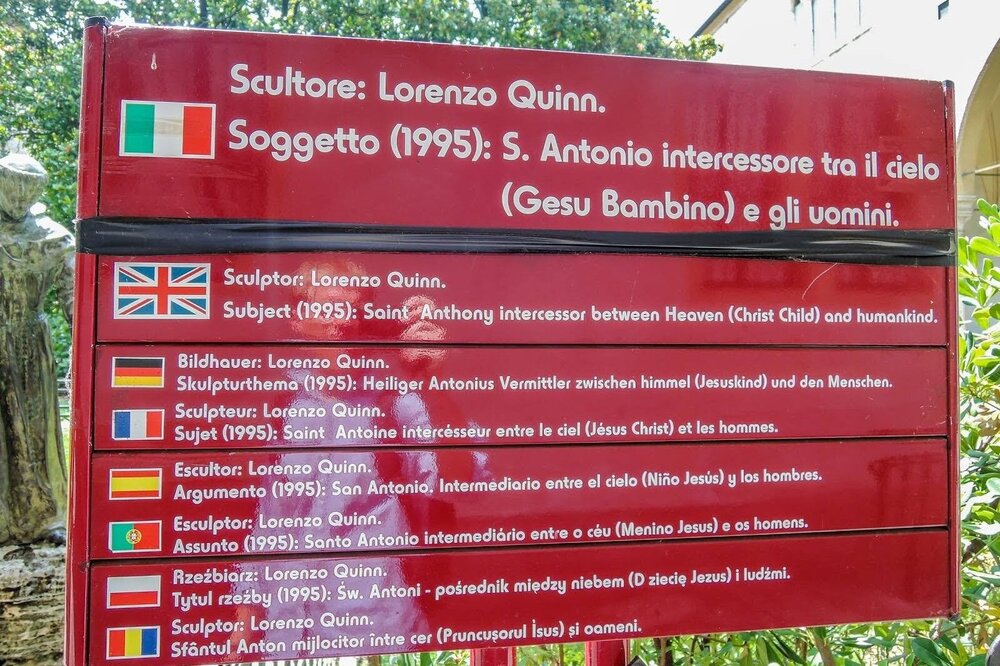 Scultore: Lorenzo Quinn.
Soggetto (1995): S. Antonio intercessore tra il cielo
(Gesu Bambino) e gli uomini.
Sculptor: Lorenzo Quinn.
Subject (1995): Saint Anthony intercessor between Heaven (Christ Child) and humankind.
Bildhauer: Lorenzo Quinn.
Skulpturthema (1995): Heiliger Antonius Vermittler zwischen himmel (Jesuskind) und den Menschen.
Sculpteur: Lorenzo Quinn.
Sujet (1995): Saint Antoine intercésseur entre le ciel (Jésus Christ) et les hommes.
Escultor: Lorenzo Quinn.
Argumento (1995): San Antonio. Intermediario entre el cielo (Niño Jesús) y los hombres.
Esculptor: Lorenzo Quinn.
Assunto (1995): Santo Antonio intermediário entre o céu (Menino Jesus) e os homens.
Rzeźbiarz: Lorenzo Quinn.
Tytul rzeźby (1995): Św. Antoni - pośrednik między niebem (D ziecię Jezus) i ludźmi.
Sculptor: Lorenzo Quinn.
Sfântul Anton mijlocitor între cer (Pruncuşorul Isus) şi oameni.